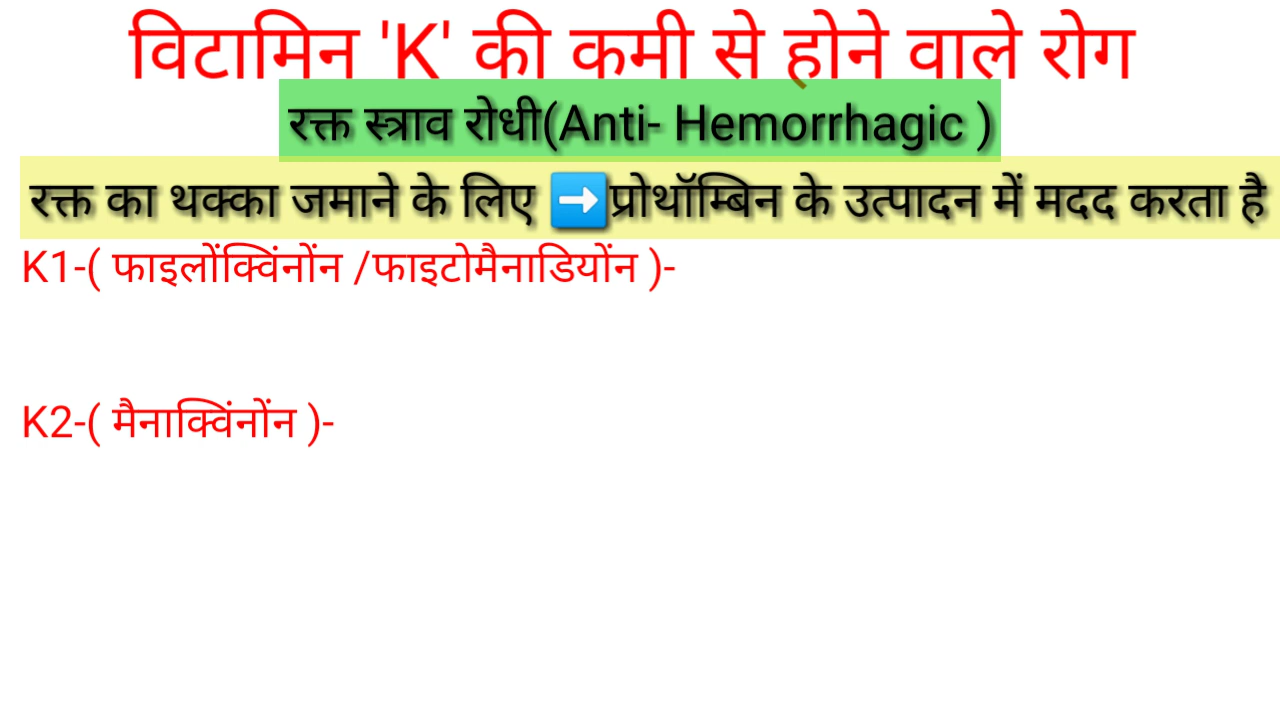 विटामिन 'K' की कमी से होने वाले रोग
रक्त स्त्राव रोधी(Anti- Hemorrhagic )
रक्त का थक्का जमाने के लिए ➡️प्रोथॉम्बिन के उत्पादन में मदद करता है
K1-( फाइलोंक्विंनोंन /फाइटोमैनाडियोंन )-
K2-( मैनाक्विंनोंन )-